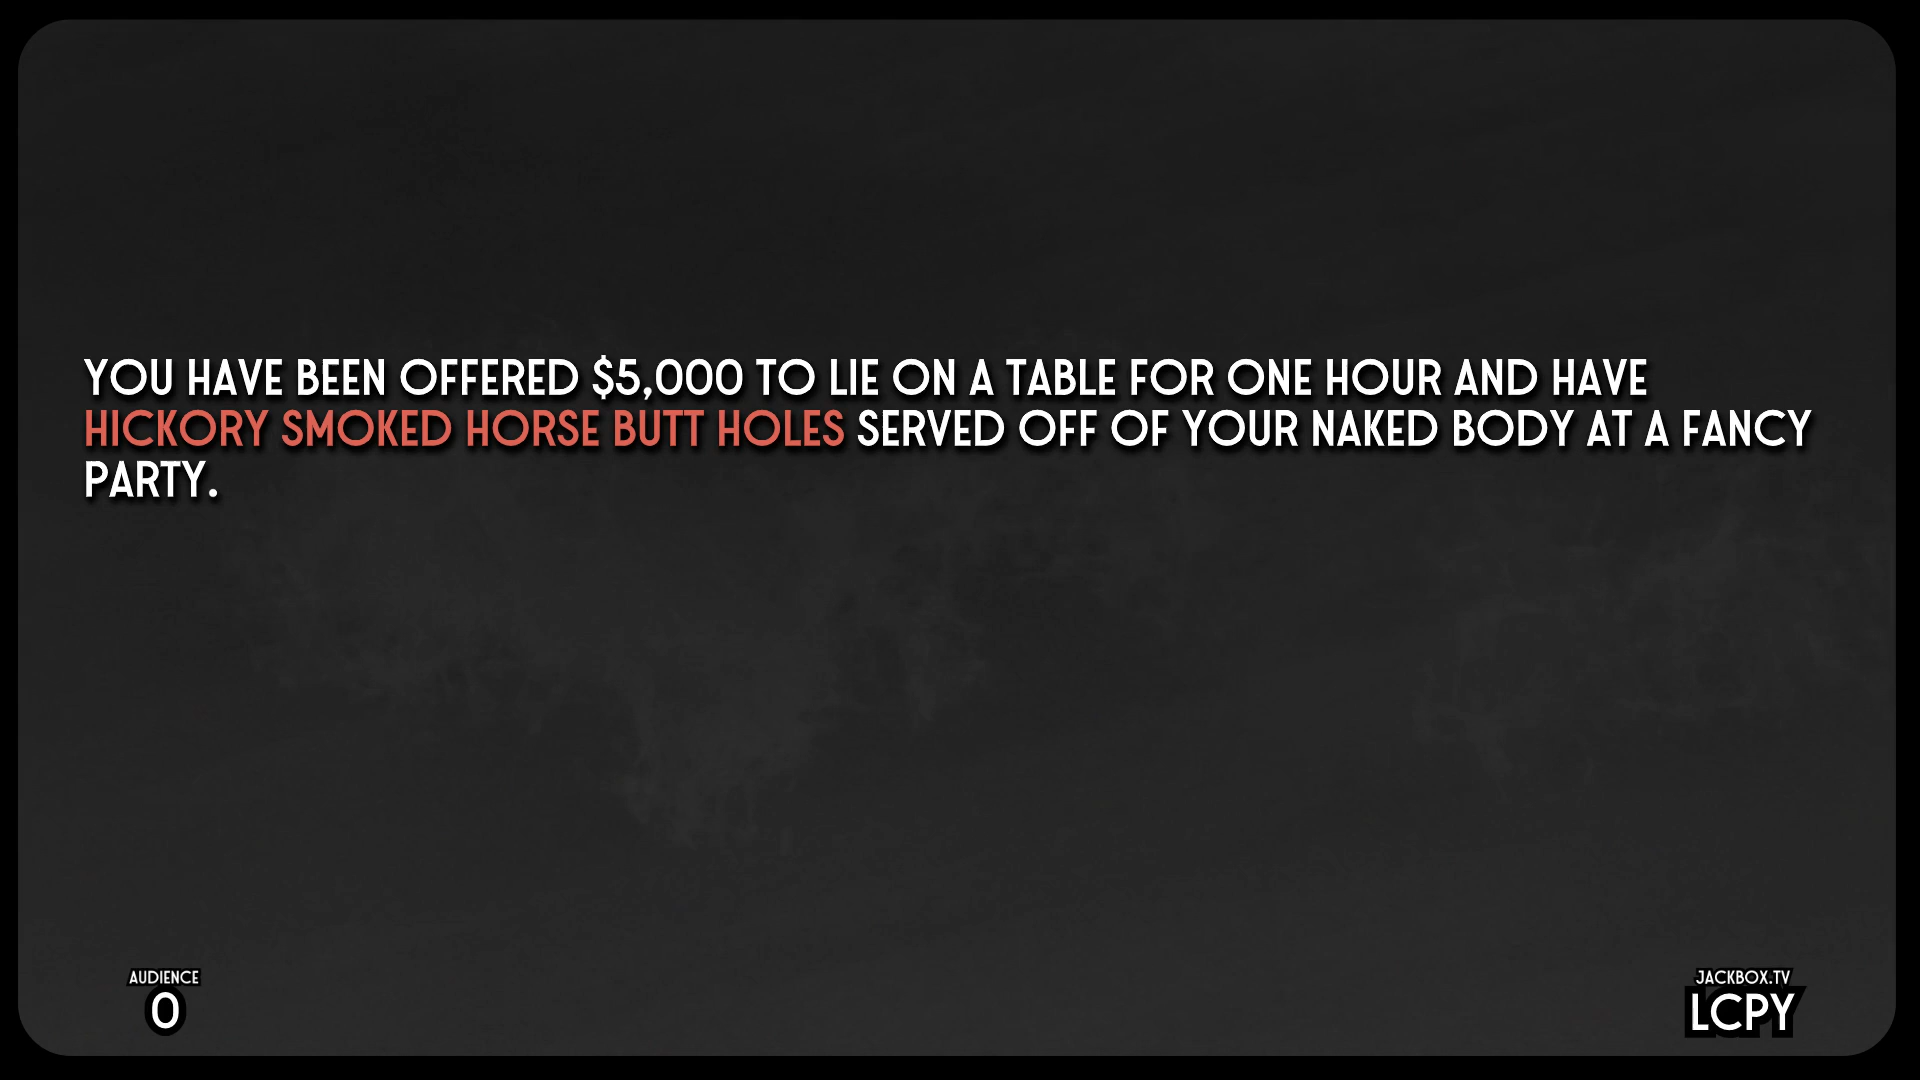 YOU HAVE BEEN OFFERED $5,000 TO LIE ON A TABLE FOR ONE HOUR AND HAVE
HICKORY SMOKED HORSE BUTT HOLES SERVED OFF OF YOUR NAKED BODY AT A FANCY
PARTY.
AUDIENCE
0
JACKBOX.TV
LCPY